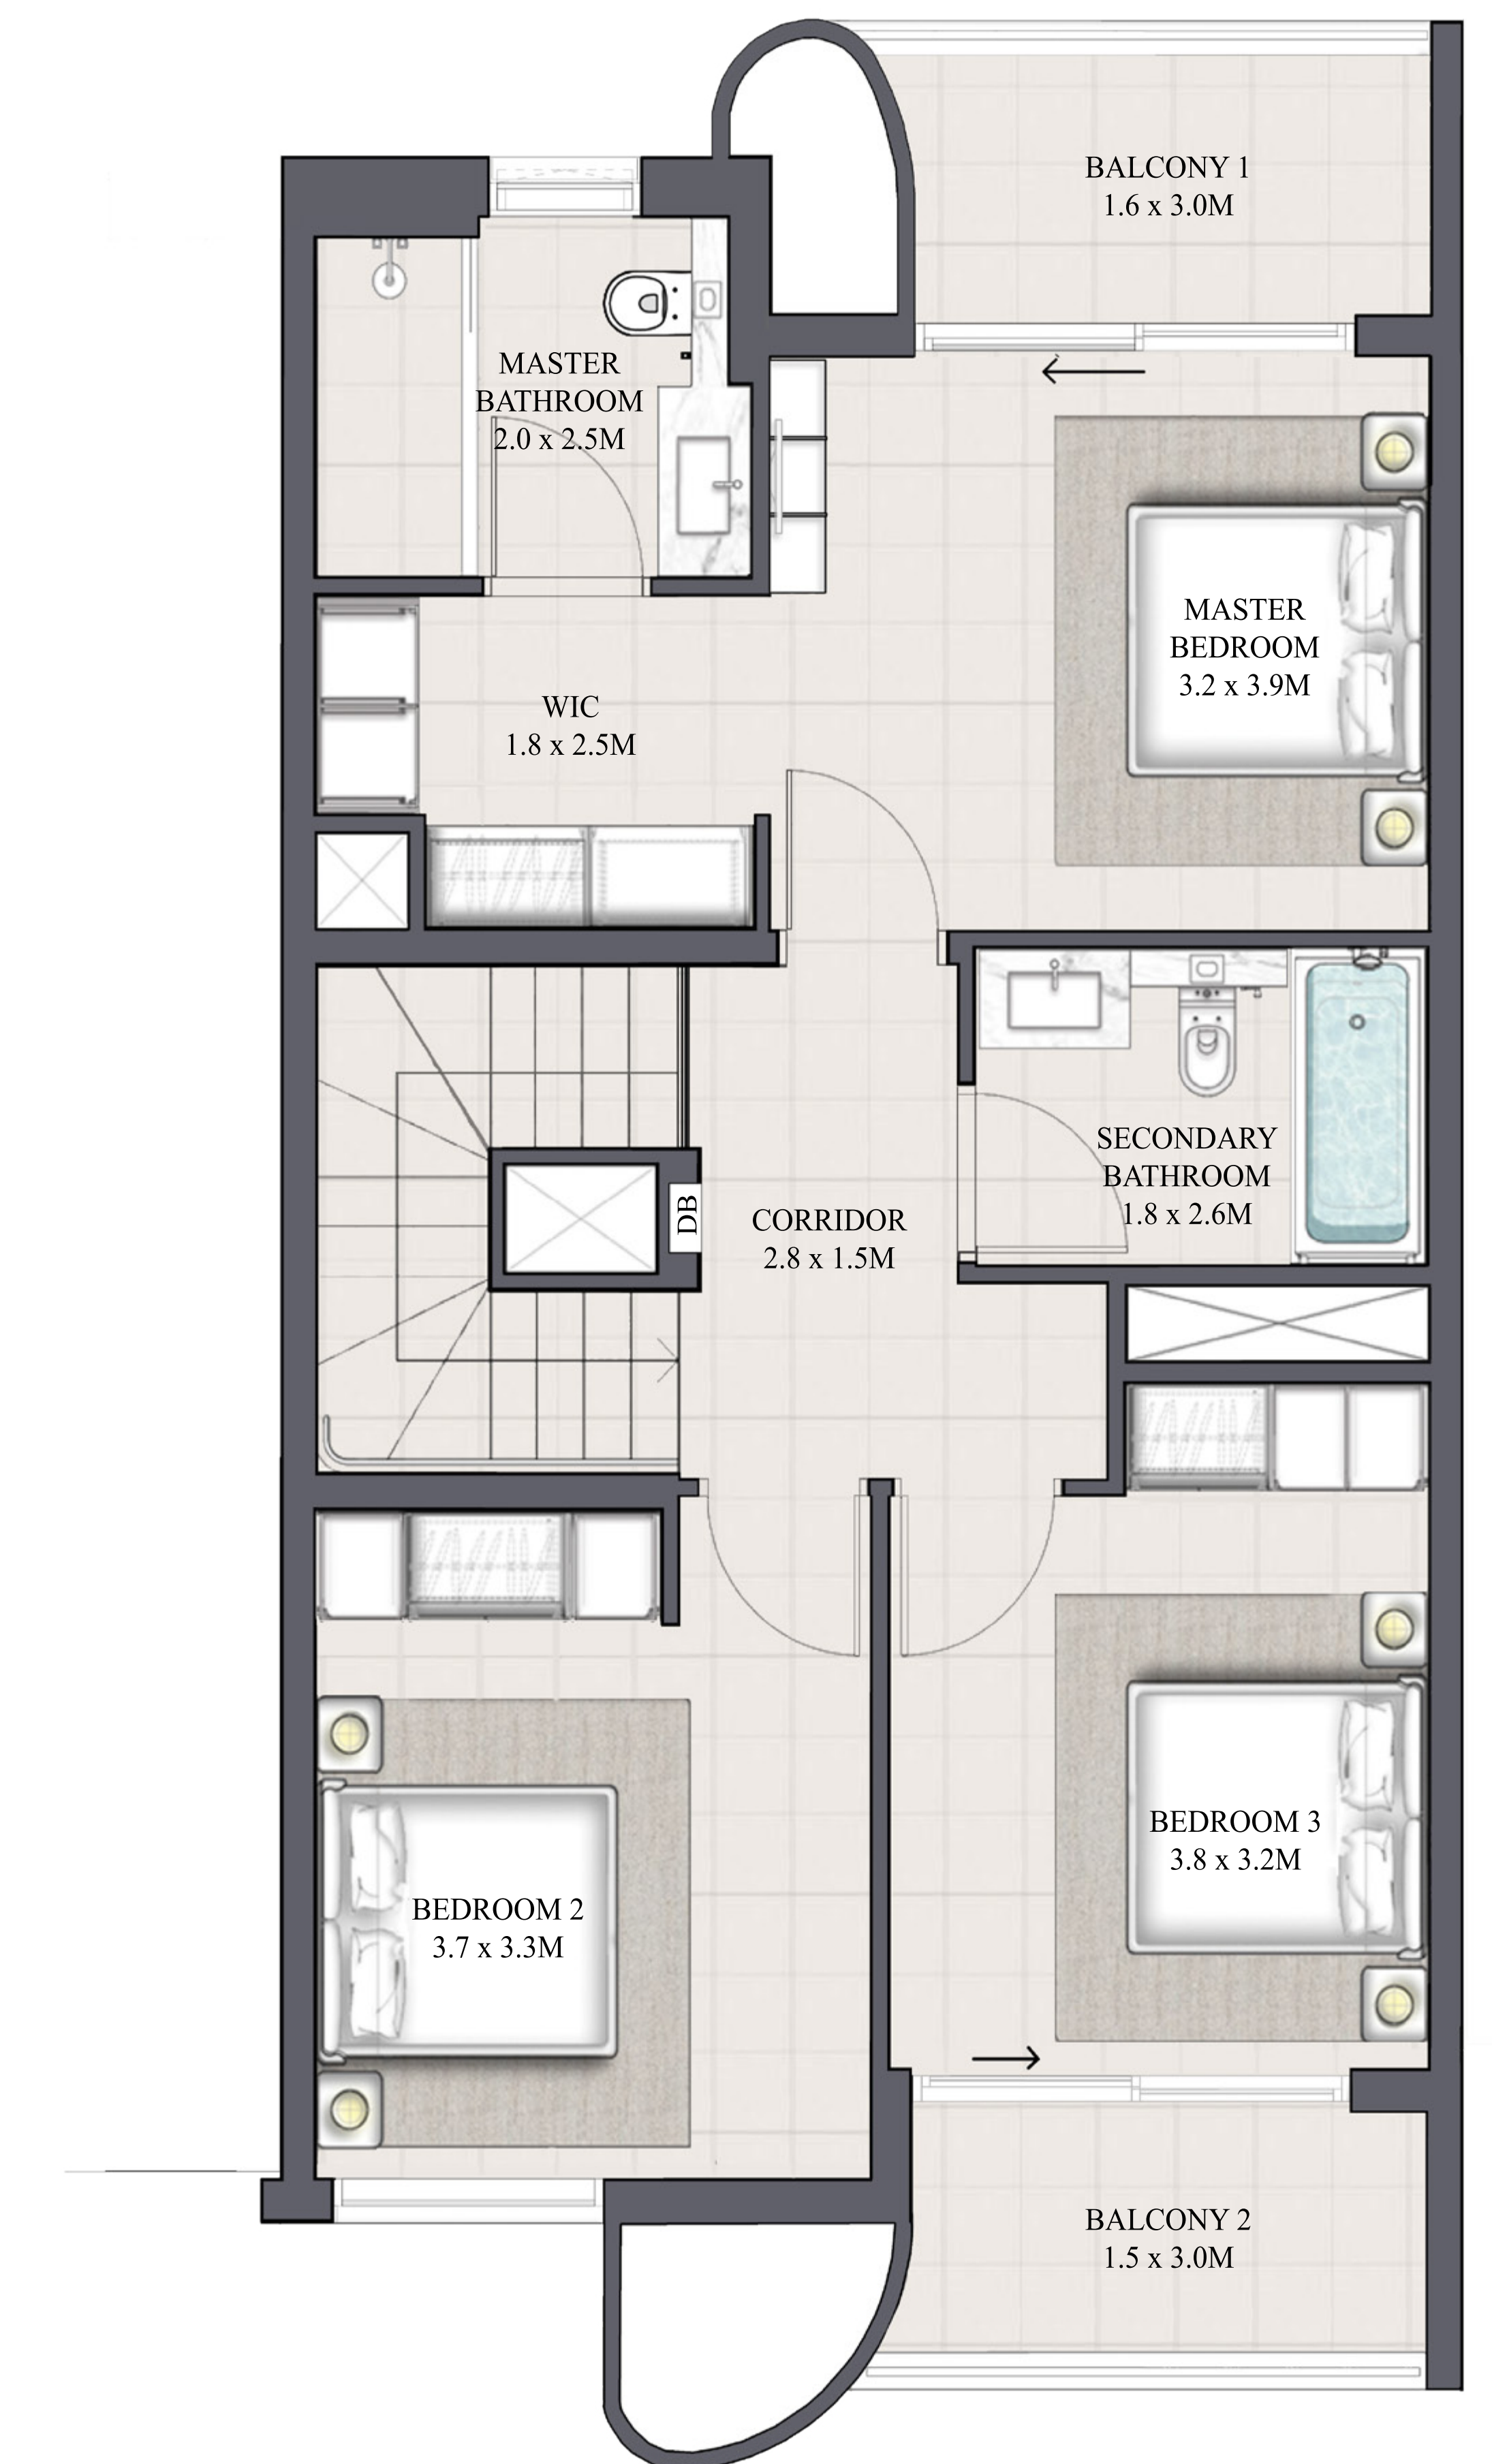 BALCONY 1
1.6 x 3.0M
MASTER
BATHROOM
2.0 x 2.5M
MASTER
BEDROOM
3.2 x 3.9M
WIC
1.8 x 2.5M
SECONDARY
BATHROOM
1.8 x 2.6M
DB
CORRIDOR
2.8 x 1.5M
BEDROOM 3
3.8 x 3.2M
BEDROOM 2
3.7 x 3.3M
BALCONY 2
1.5 x 3.0M